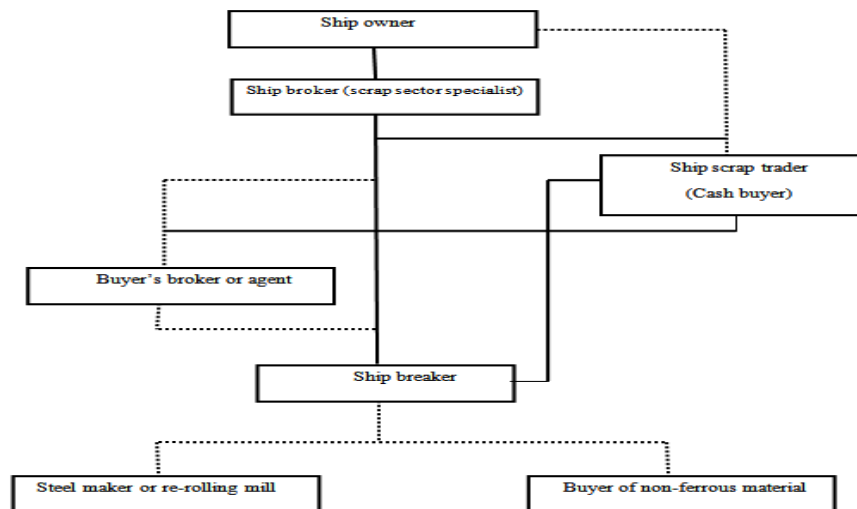 Ship owner
Ship broker (scrap sector specialist)
Ship scrap trader
(Cash buyer)
Buyer's broker or agent
Ship breaker
Steel maker or re-rolling mill
Buyer of non-ferrous material